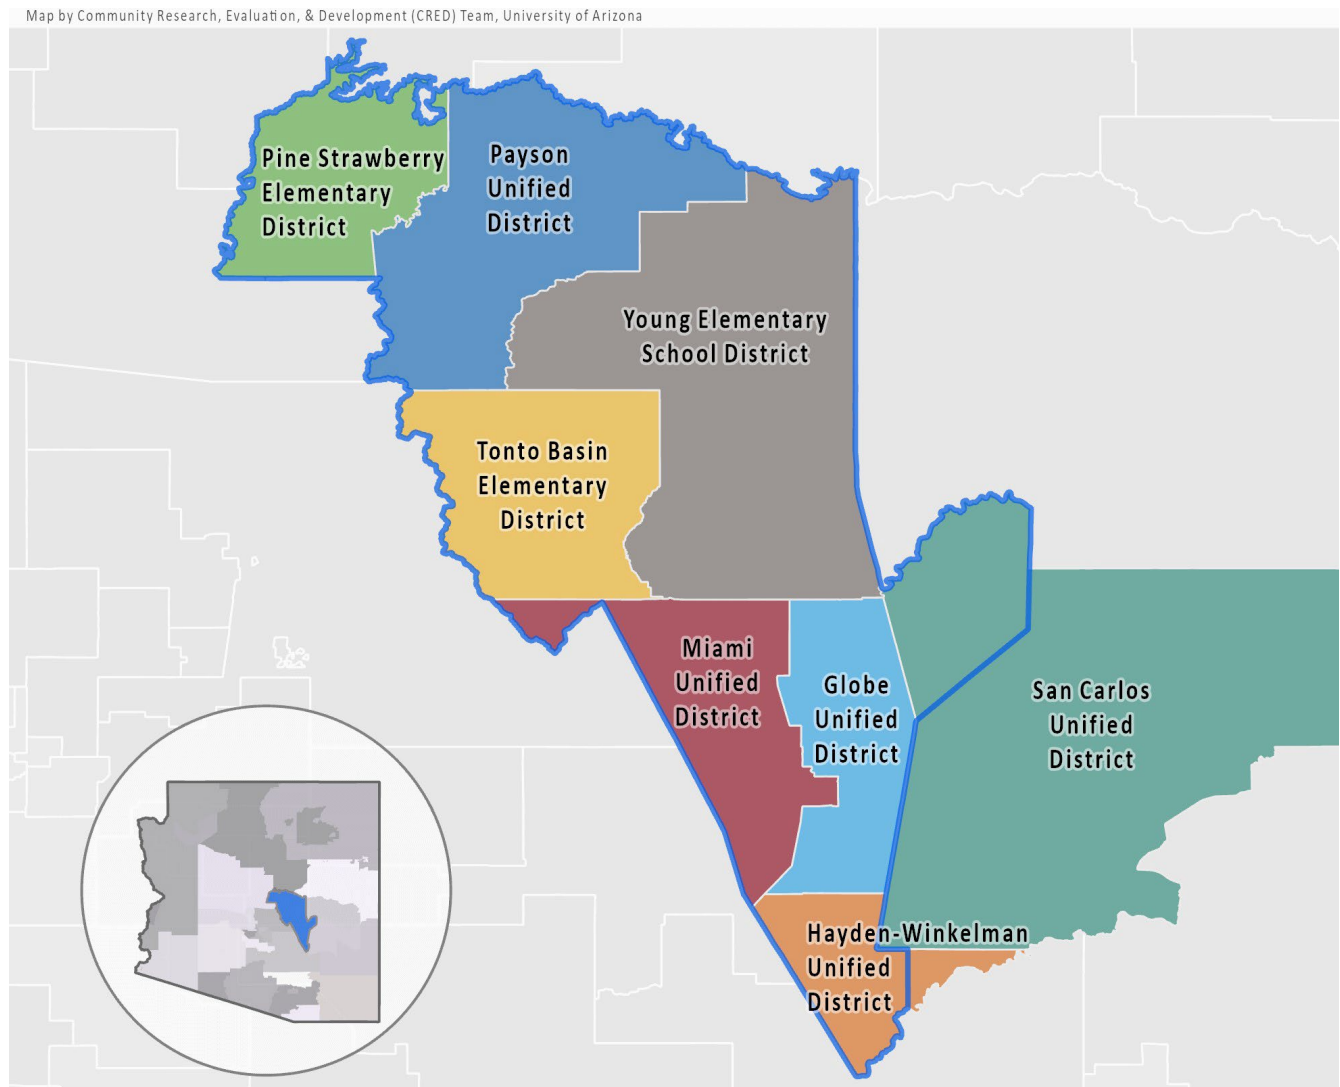 Map by Community Research, Evaluation, & Development (CRED) Team, University of Arizona
Pine Strawberry
Elementary
District
Payson
Unified
District
Young Elementary
School District
Tonto Basin
Elementary
District
Miami
Unified
District
Globe
Unified
District
San Carlos
Unified
District
Hayden-Winkelman
Unified
District